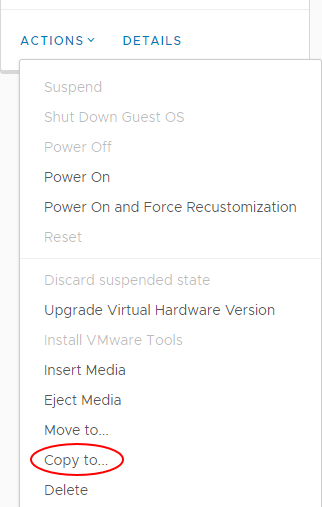 ACTIONS DETAILS
Suspend
Shut Down Guest OS
Power Off
Power On
Power On and Force Recustomization
Reset
Discard suspended state
Upgrade Virtual Hardware Version
Install VMware Tools
Insert Media
Eject Media
Move to...
Copy to...
Delete